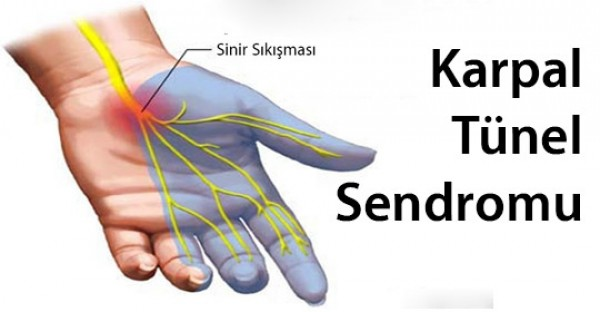 Sinir Sıkışması
Karpal
Tünel
Sendromu